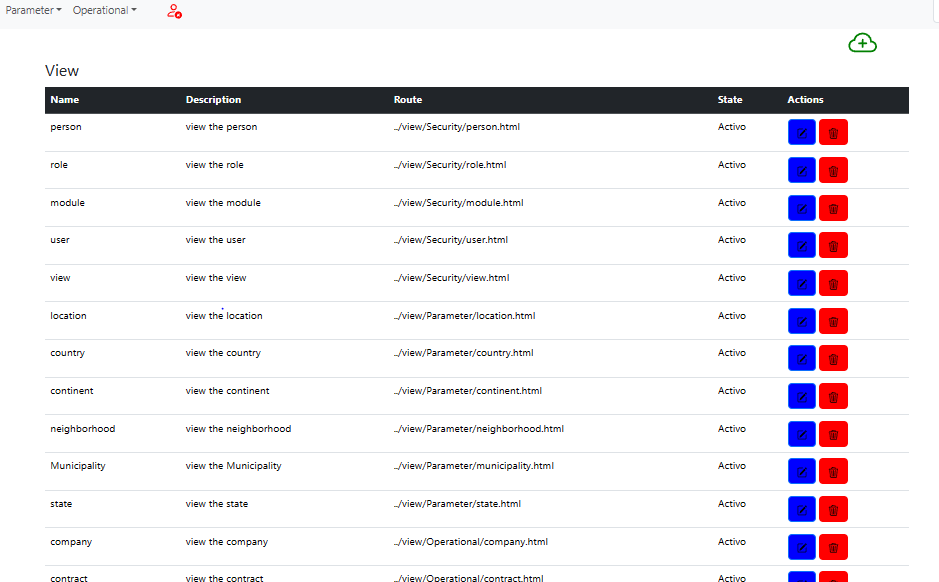 Parameter Operational
View
Name Description Route State Actions
person view the person ../view/Security/person.html Activo
role view the role ../view/Security/role.html Activo
module view the module ../view/Security/module.html Activo
user view the user ../view/Security/user.html Activo
view view the view ../view/Security/view.html Activo
location view the location ../view/Parameter/location.html Activo
country view the country ../view/Parameter/country.html Activo
continent view the continent ../view/Parameter/continent.html Activo
neighborhood view the neighborhood ../view/Parameter/neighborhood.html Activo
Municipality view the Municipality ../view/Parameter/municipality.html Activo
state view the state ../view/Parameter/state.html Activo
company view the company ../view/Operational/company.html Activo
contract view the contract ../view/Operational/contract.html Activo